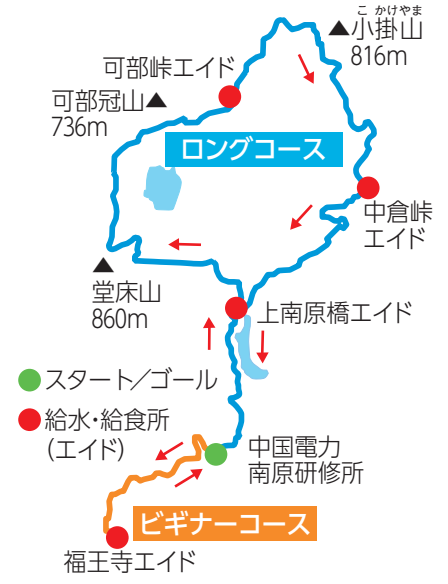 こかけやま
▲小掛山
816m
可部峠エイド
可部冠山▲
736m
ロングコース
中倉峠
エイド
▲
堂床山
860m
上南原橋エイド
スタート／ゴール
給水・給食所
(エイド)
中国電力
南原研修所
ビギナーコース
福王寺エイド